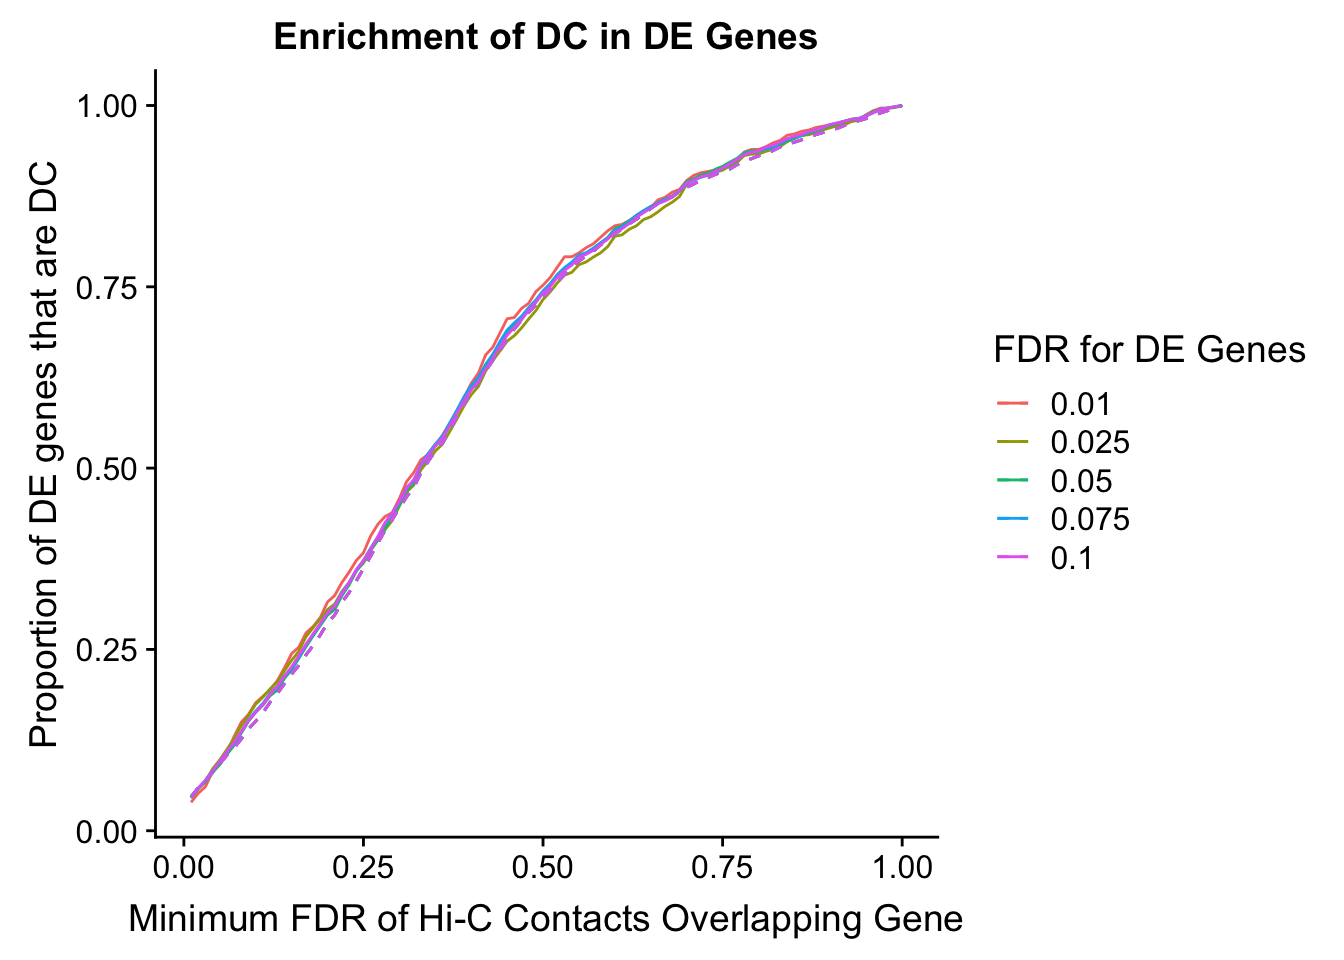 Enrichment of DC in DE Genes
Proportion of DE genes that are DC
1.00
0.75
0.50
0.25
0.00
0.00 0.25 0.50 0.75 1.00
Minimum FDR of Hi-C Contacts Overlapping Gene
FDR for DE Genes
0.01
0.025
0.05
0.075
0.1